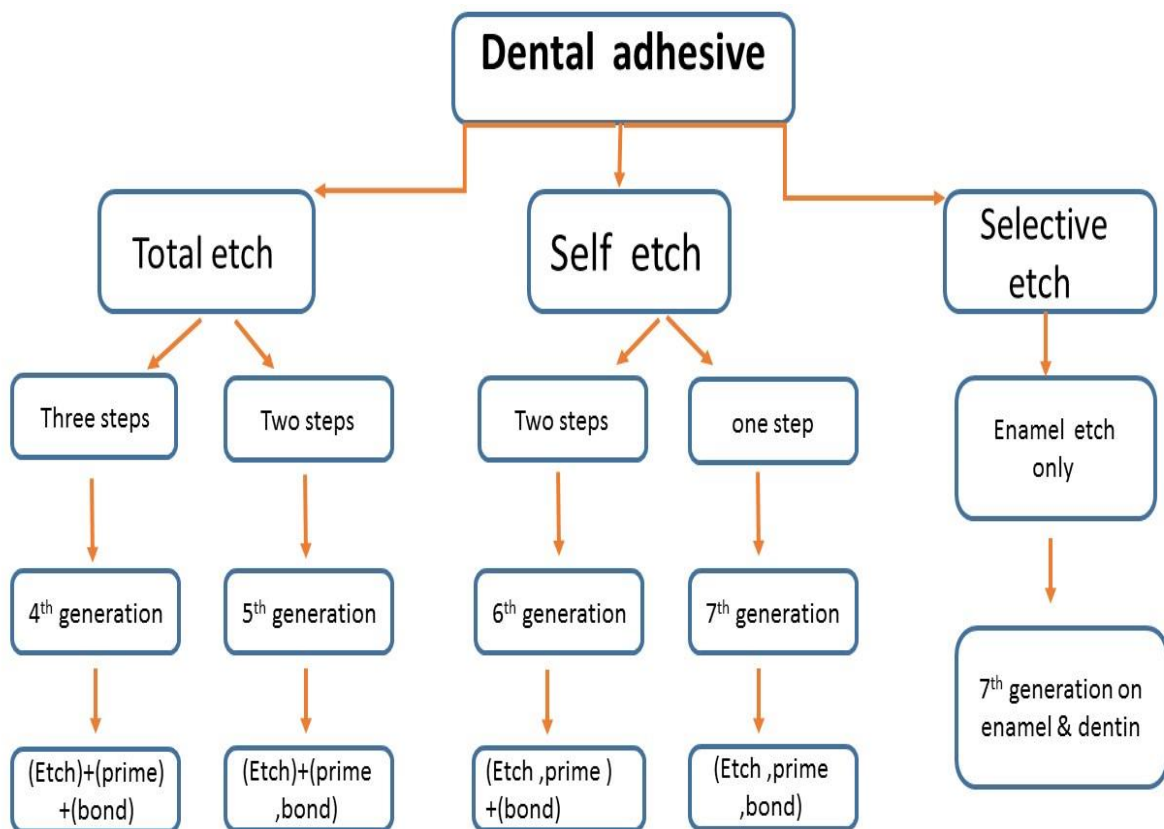 Dental adhesive
Total etch
Self etch
Selective
etch
Three steps
Two steps
Two steps
one step
Enamel etch
only
4th generation
5th generation
6th generation
7th generation
7th generation on
enamel & dentin
(Etch)+(prime)
+(bond)
(Etch)+(prime
,bond)
(Etch ,prime )
+(bond)
(Etch ,prime
,bond)